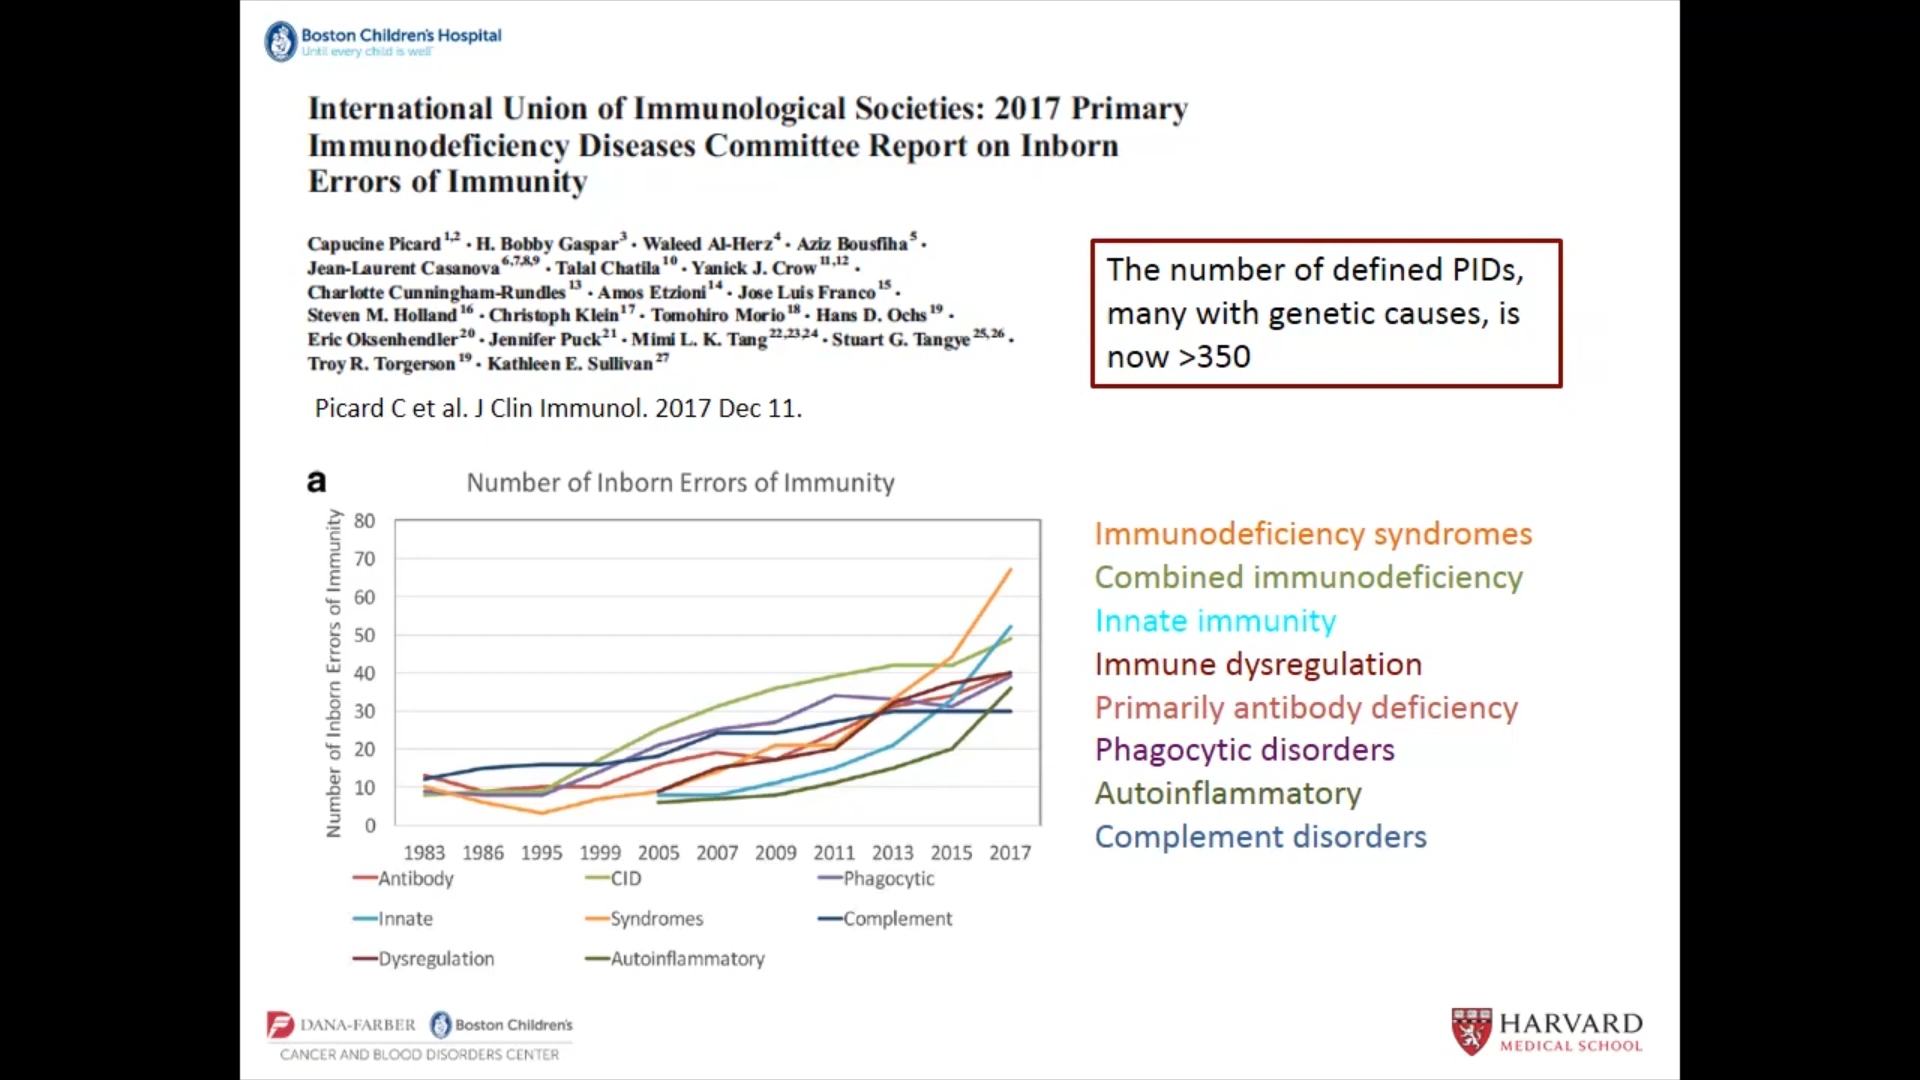 Boston Children's Hospital
Until every child is well™
International Union of Immunological Societies: 2017 Primary
Immunodeficiency Diseases Committee Report on Inborn
Errors of Immunity
Capucine Picard 1,2 · H. Bobby Gaspar 3 · Waleed Al-Herz 4 · Aziz Bousfiha 5 ·
Jean-Laurent Casanova 6,7,8,9 · Talal Chatila 10 · Yanick J. Crow 11,12 ·
Charlotte Cunningham-Rundles 13 · Amos Etzioni 14 · Jose Luis Franco 15 ·
Steven M. Holland 16 · Christoph Klein 17 · Tomohiro Morio 18 · Hans D. Ochs 19 ·
Eric Oksenhendler 20 · Jennifer Puck 21 · Mimi L. K. Tang 22,23,24 · Stuart G. Tangye 25,26 ·
Troy R. Torgerson 19 · Kathleen E. Sullivan 27
Picard C et al. J Clin Immunol. 2017 Dec 11.
The number of defined PIDs,
many with genetic causes, is
now >350
a
Number of Inborn Errors of Immunity
Number of Inborn Errors of Immunity
80
70
60
50
40
30
20
10
0
1983 1986 1995 1999 2005 2007 2009 2011 2013 2015 2017
Antibody CID Phagocytic
Innate Syndromes Complement
Dysregulation Autoinflammatory
Immunodeficiency syndromes
Combined immunodeficiency
Innate immunity
Immune dysregulation
Primarily antibody deficiency
Phagocytic disorders
Autoinflammatory
Complement disorders
DANA-FARBER Boston Children's
CANCER AND BLOOD DISORDERS CENTER
HARVARD
MEDICAL SCHOOL